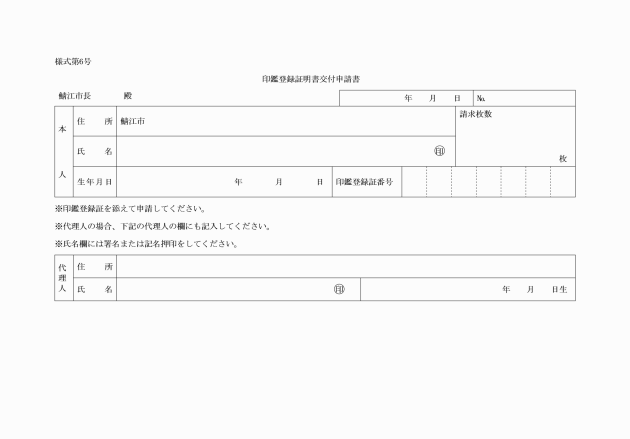 様式第6号
印鑑登録証明書交付申請書
鯖江市長　　　殿
年　月　日　№
本人　住所　鯖江市　請求枚数
枚
氏名　㊞
生年月日　年　月　日　印鑑登録証番号
※印鑑登録証を添えて申請してください。
※代理人の場合、下記の代理人の欄にも記入してください。
※氏名欄には署名または記名押印をしてください。
代理人　住所
氏名　㊞　年　月　日生